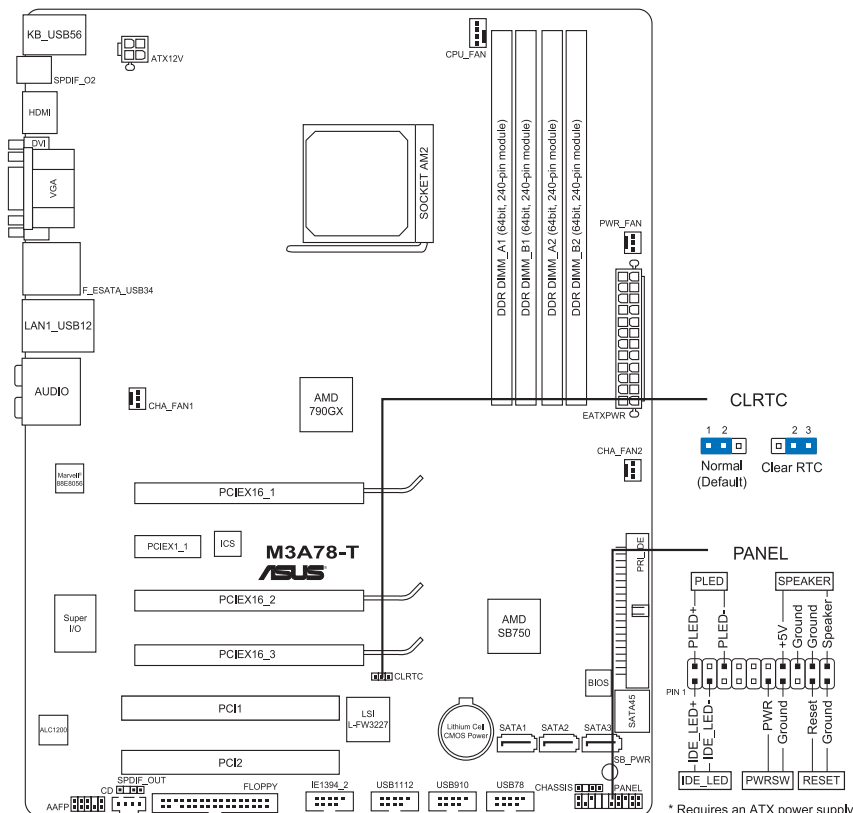 KB_USB56
ATX12V
CPU_FAN
SPDIF_O2
HDMI
DVI
VGA
SOCKET AM2
DDR DIMM_A1 (64bit, 240-pin module)
DDR DIMM_B1 (64bit, 240-pin module)
DDR DIMM_A2 (64bit, 240-pin module)
DDR DIMM_B2 (64bit, 240-pin module)
PWR_FAN
F_ESATA_USB34
LAN1_USB12
AUDIO
CHA_FAN1
AMD
790GX
EATXPWR
CLRTC
1 2
2 3
Normal
(Default)
Clear RTC
CHA_FAN2
Marvell®
88E8056
PCIEX16_1
PCIEX1_1
ICS
M3A78-T
ASUS
PRI_IDE
PANEL
PLED
SPEAKER
PLED+
PLED-
+5V
Ground
Ground
Speaker
PIN 1
IDE_LED+
IDE_LED-
PWR
Ground
Reset
Ground
IDE_LED
PWRSW
RESET
* Requires an ATX power supply
Super
I/O
PCIEX16_2
AMD
SB750
PCIEX16_3
CLRTC
BIOS
SATA45
PCI1
LSI
L-FW3227
Lithium Cell
CMOS Power
SATA1
SATA2
SATA3
ALC1200
PCI2
SB_PWR
SPDIF_OUT
CD
AAFP
FLOPPY
IE1394_2
USB1112
USB910
USB78
CHASSIS
PANEL